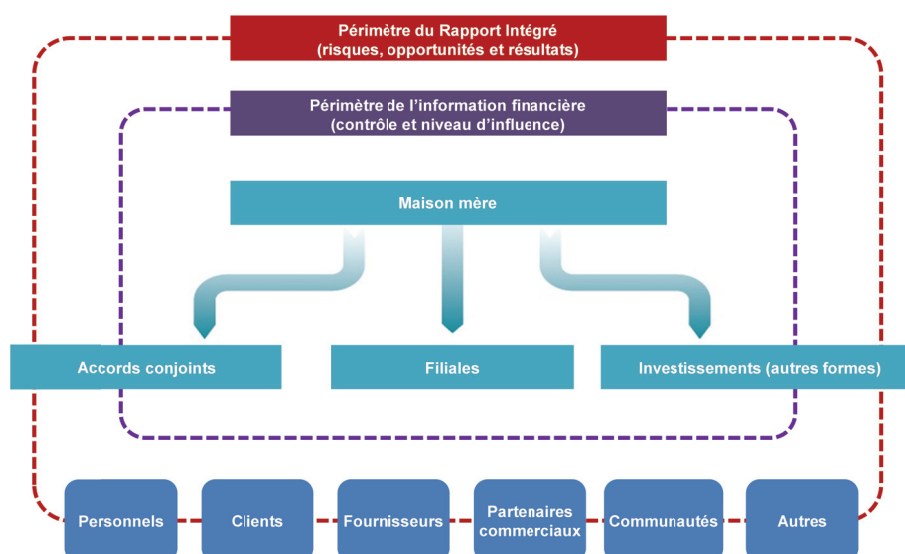 Périmètre du Rapport Intégré
(risques, opportunités et résultats)
Périmètre de l'information financière
(contrôle et niveau d'influence)
Maison mère
Accords conjoints
Filiales
Investissements (autres formes)
Personnels
Clients
Fournisseurs
Partenaires
commerciaux
Communautés
Autres